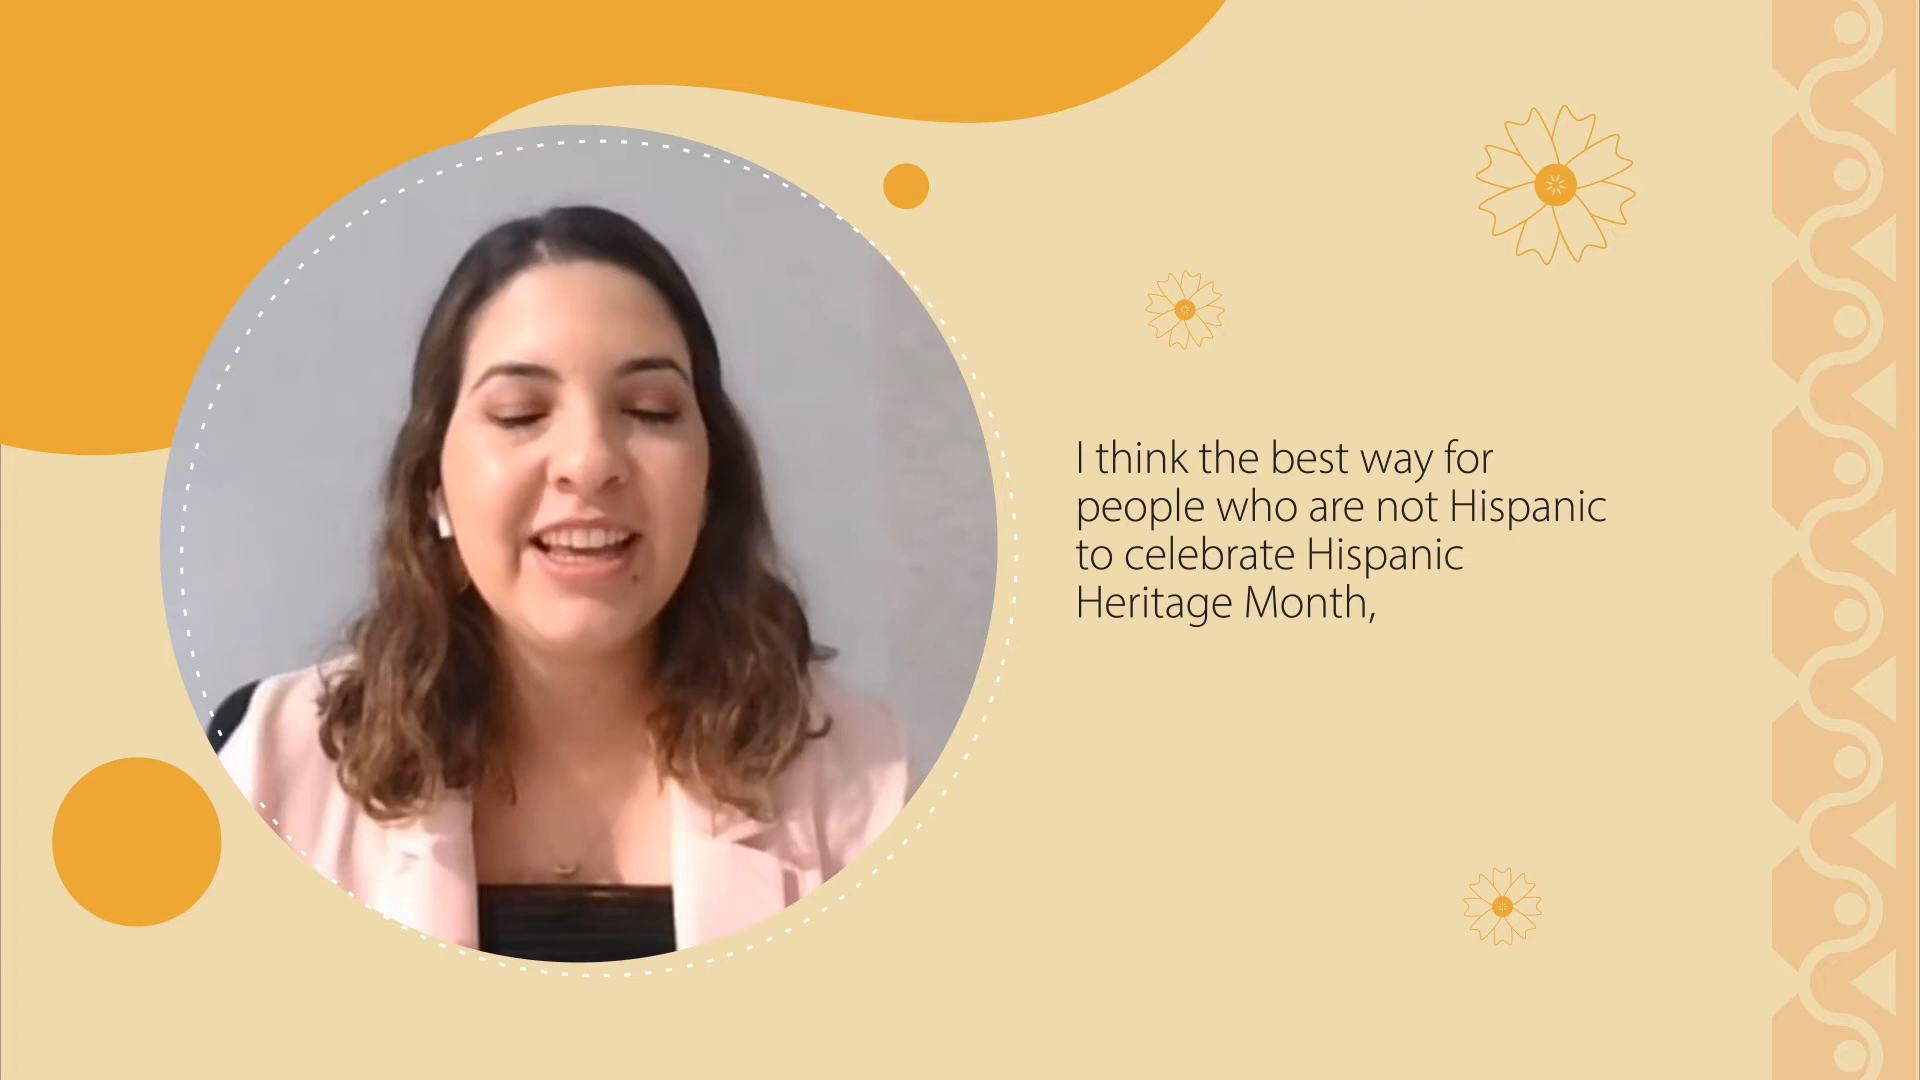 I think the best way for
people who are not Hispanic
to celebrate Hispanic
Heritage Month,